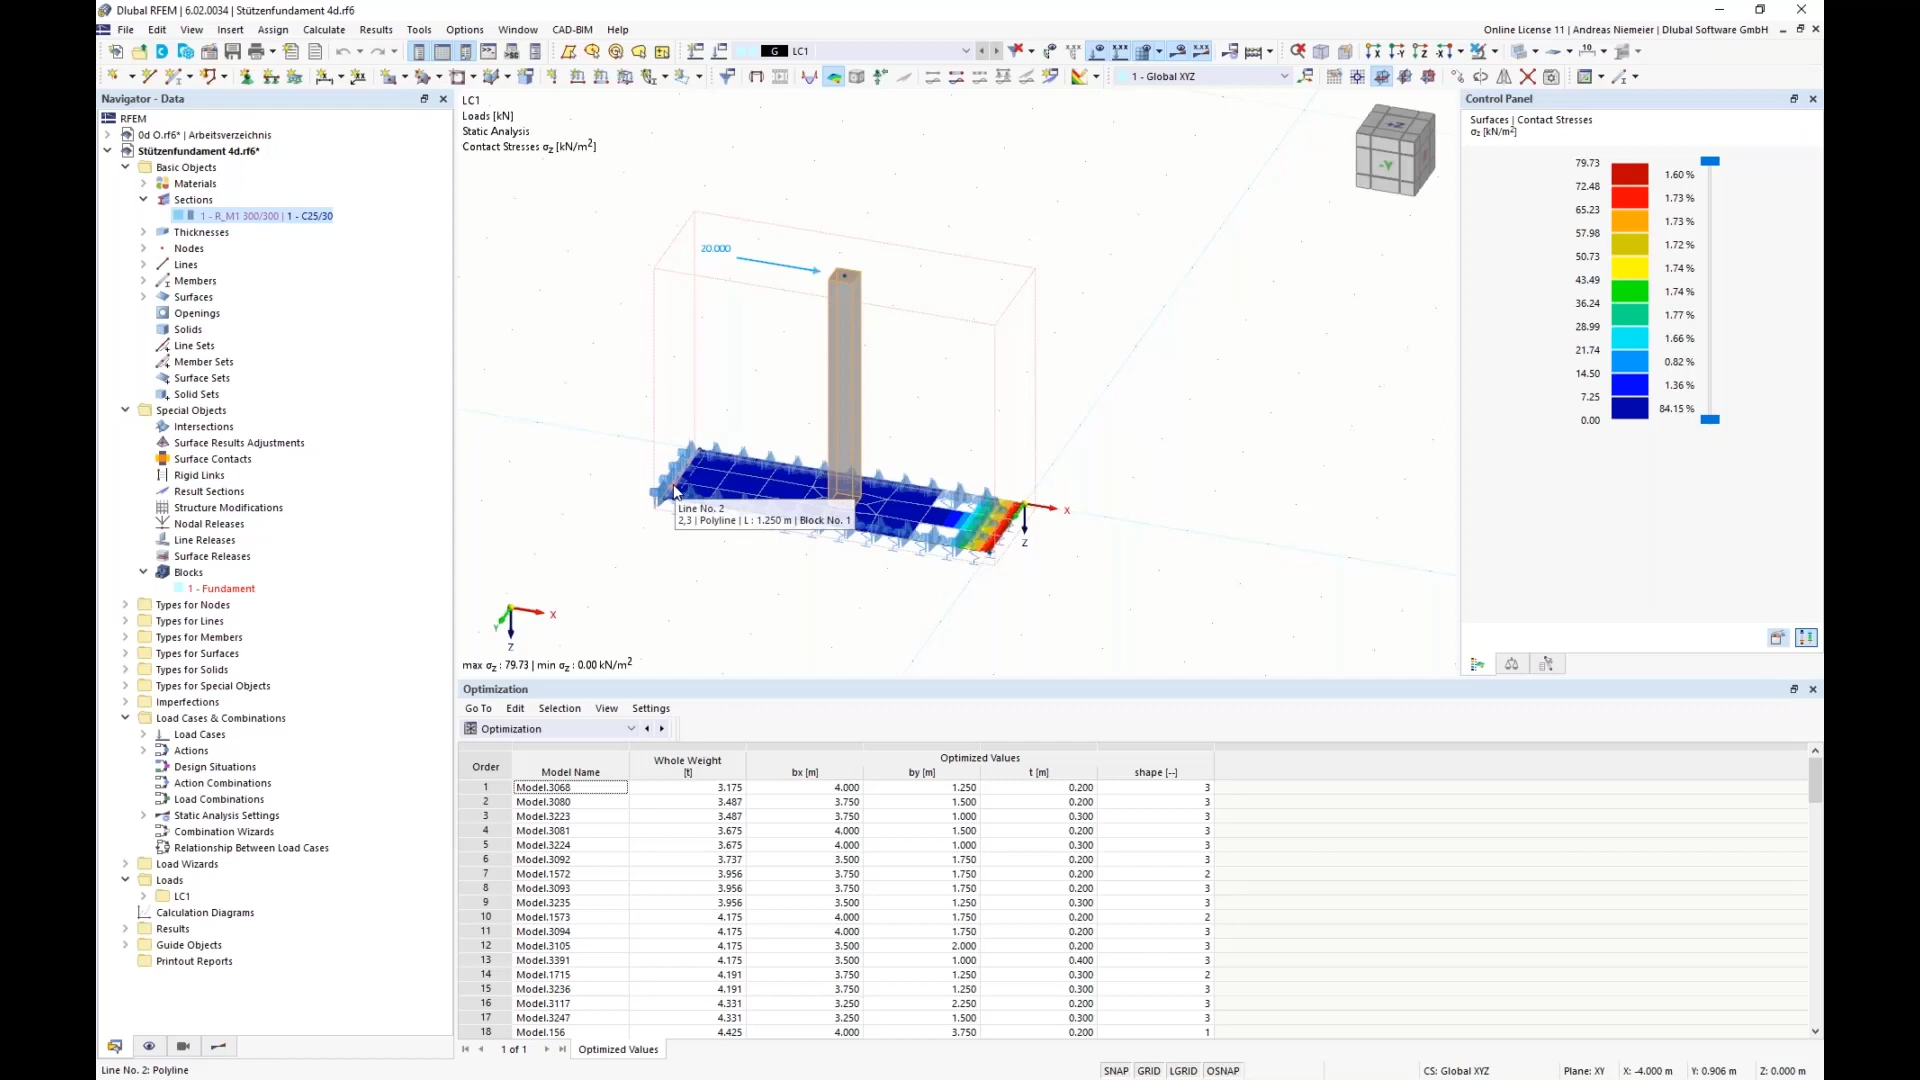 Dlubal RFEM | 6.02.0034 | Stützenfundament 4d.rf6
File Edit View Insert Assign Calculate Results Tools Options Window CAD-BIM Help
Online License 11 | Andreas Niemeier | Dlubal Software GmbH
G LC1
1 - Global XYZ
Navigator - Data
RFEM
0d O.rf6* | Arbeitsverzeichnis
Stützenfundament 4d.rf6*
Basic Objects
Materials
Sections
1 - R_M1 300/300 | 1 - C25/30
Thicknesses
Nodes
Lines
Members
Surfaces
Openings
Solids
Line Sets
Member Sets
Surface Sets
Solid Sets
Special Objects
Intersections
Surface Results Adjustments
Surface Contacts
Rigid Links
Result Sections
Structure Modifications
Nodal Releases
Line Releases
Surface Releases
Blocks
1 - Fundament
Types for Nodes
Types for Lines
Types for Members
Types for Surfaces
Types for Solids
Types for Special Objects
Imperfections
Load Cases & Combinations
Load Cases
Actions
Design Situations
Action Combinations
Load Combinations
Static Analysis Settings
Combination Wizards
Relationship Between Load Cases
Load Wizards
Loads
LC1
Calculation Diagrams
Results
Guide Objects
Printout Reports
LC1
Loads [kN]
Static Analysis
Contact Stresses σz [kN/m2]
20.000
+Z
-Y
Line No. 2
2,3 | Polyline | L : 1.250 m | Block No. 1
X
Z
X
Y
Z
max σz : 79.73 | min σz : 0.00 kN/m2
Control Panel
Surfaces | Contact Stresses
σz [kN/m2]
79.73
1.60 %
72.48
1.73 %
65.23
1.73 %
57.98
1.72 %
50.73
1.74 %
43.49
1.74 %
36.24
1.77 %
28.99
1.66 %
21.74
0.82 %
14.50
1.36 %
7.25
84.15 %
0.00
Optimization
Go To Edit Selection View Settings
Optimization
Order Model Name Whole Weight [t] Optimized Values bx [m] by [m] t [m] shape [--]
1 Model.3068 3.175 4.000 1.250 0.200 3
2 Model.3080 3.487 3.750 1.500 0.200 3
3 Model.3223 3.487 3.750 1.000 0.300 3
4 Model.3081 3.675 4.000 1.500 0.200 3
5 Model.3224 3.675 4.000 1.000 0.300 3
6 Model.3092 3.737 3.500 1.750 0.200 3
7 Model.1572 3.956 3.750 1.750 0.200 2
8 Model.3093 3.956 3.750 1.750 0.200 3
9 Model.3235 3.956 3.500 1.250 0.300 3
10 Model.1573 4.175 4.000 1.750 0.200 2
11 Model.3094 4.175 4.000 1.750 0.200 3
12 Model.3105 4.175 3.500 2.000 0.200 3
13 Model.3391 4.175 3.500 1.000 0.400 3
14 Model.1715 4.191 3.750 1.250 0.300 2
15 Model.3236 4.191 3.750 1.250 0.300 3
16 Model.3117 4.331 3.250 2.250 0.200 3
17 Model.3247 4.331 3.250 1.500 0.300 3
18 Model.156 4.425 4.000 3.750 0.200 1
1 of 1 Optimized Values
Line No. 2: Polyline
SNAP GRID LGRID OSNAP
CS: Global XYZ Plane: XY X: -4.000 m Y: 0.906 m Z: 0.000 m